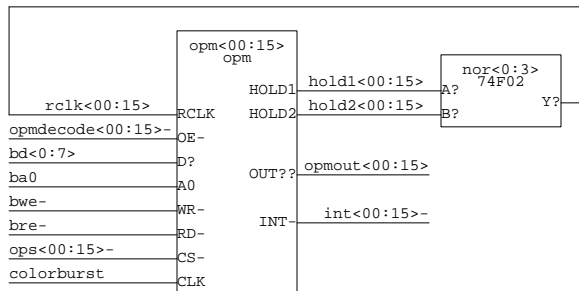 opm<00:15>
opm
nor<0:3>
74F02
HOLD1
hold1<00:15>
A?
Y?
rclk<00:15>
RCLK
HOLD2
hold2<00:15>
B?
opmdecode<00:15>-
OE-
bd<0:7>
D?
OUT??
opmout<00:15>
ba0
A0
bwe-
WR-
INT-
int<00:15>-
bre-
RD-
ops<00:15>-
CS-
colorburst
CLK